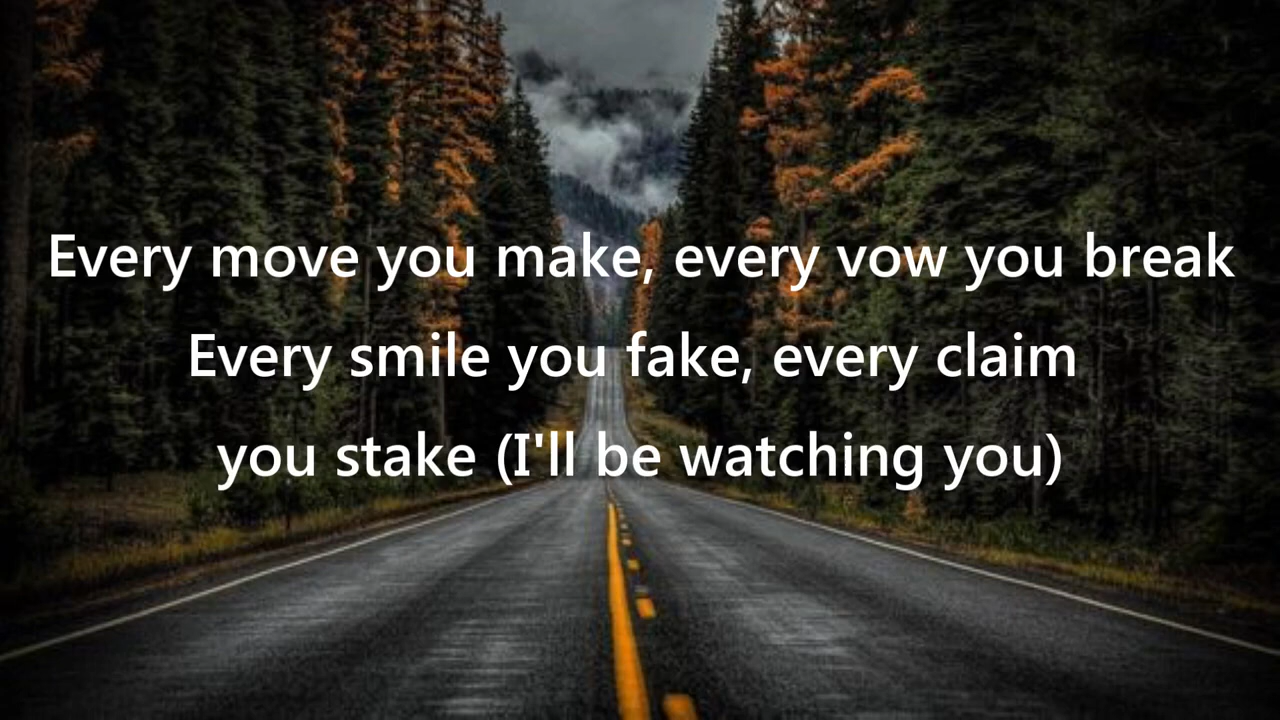 Every move you make, every vow you break
Every smile you fake, every claim
you stake (I'll be watching you)